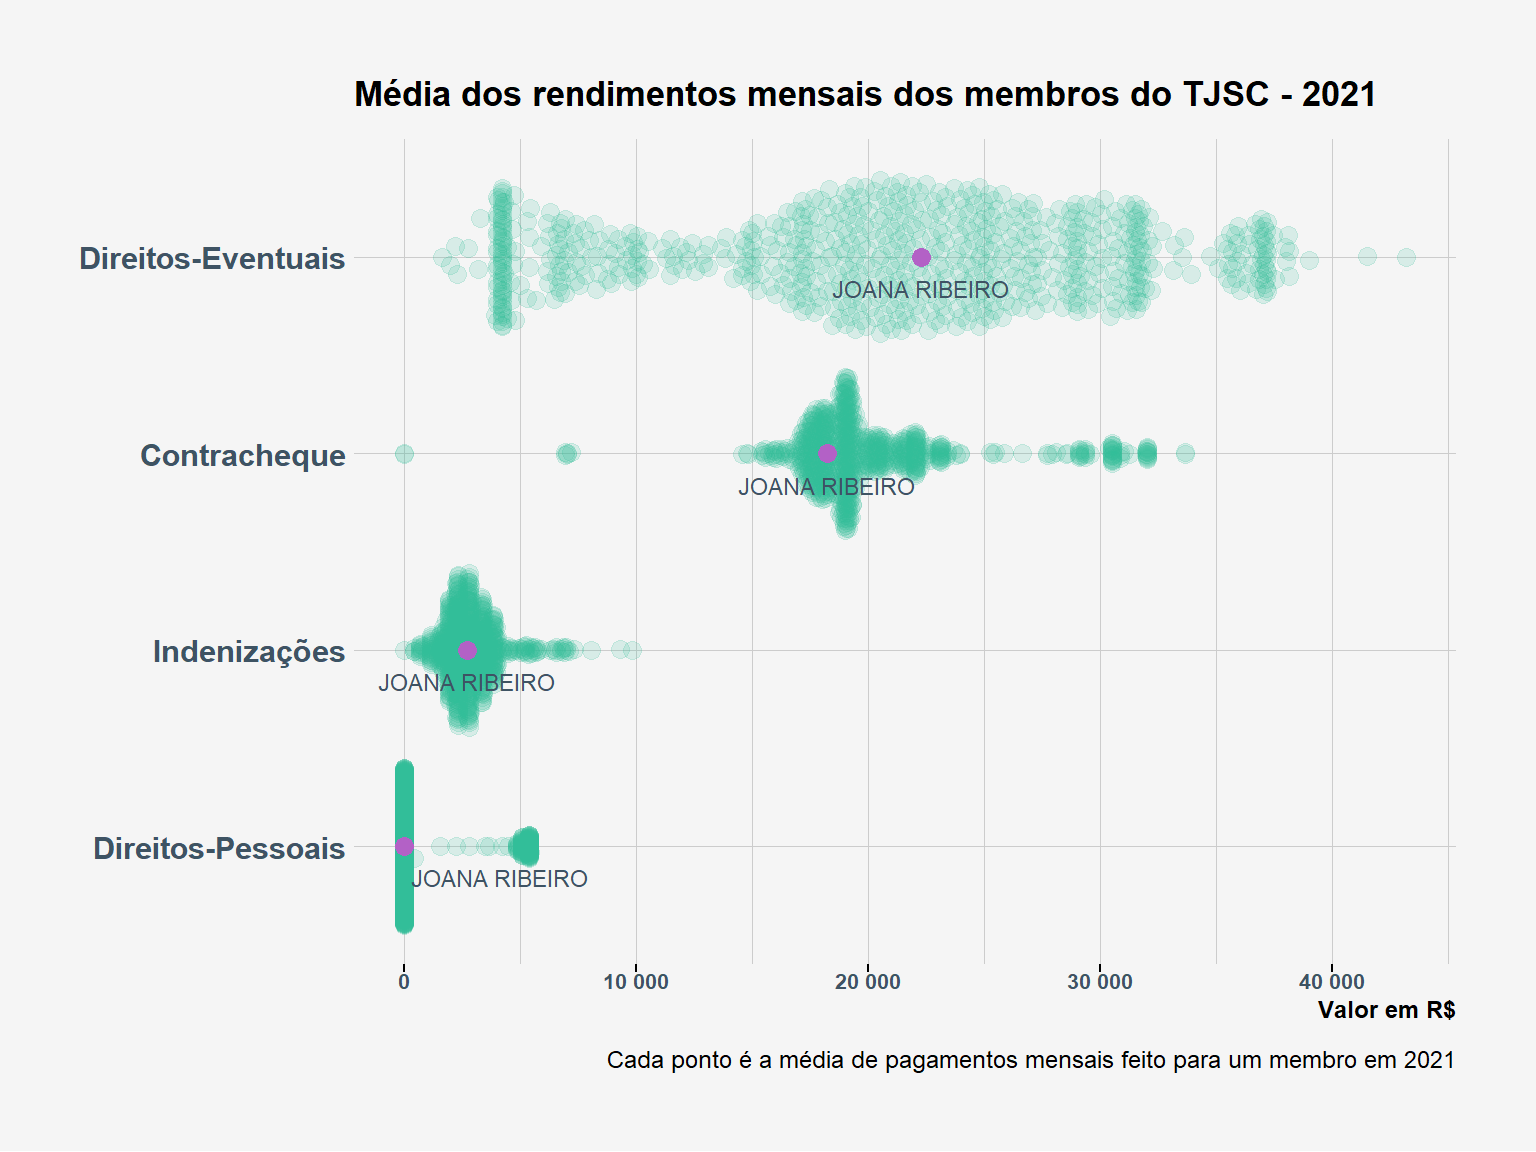 Média dos rendimentos mensais dos membros do TJSC - 2021
Direitos-Eventuais
JOANA RIBEIRO
Contracheque
JOANA RIBEIRO
Indenizações
JOANA RIBEIRO
Direitos-Pessoais
JOANA RIBEIRO
0 10 000 20 000 30 000 40 000
Valor em R$
Cada ponto é a média de pagamentos mensais feito para um membro em 2021